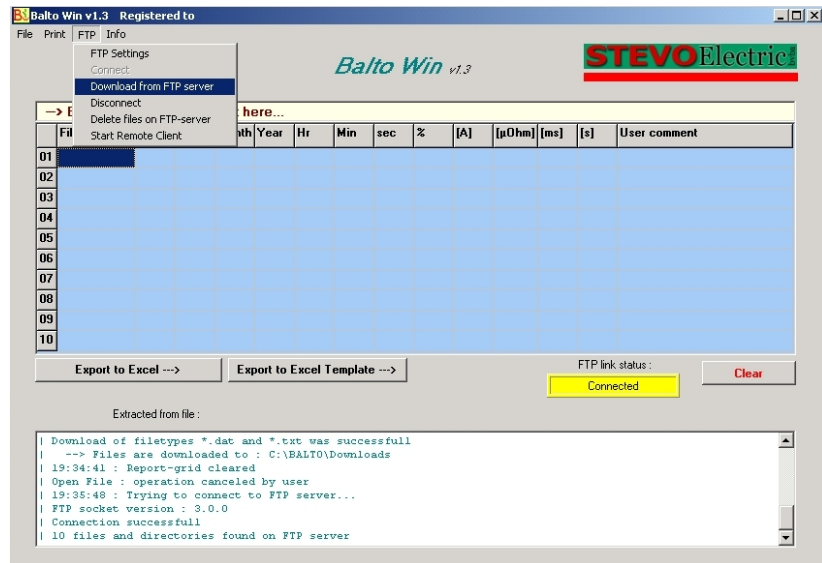 Balto Win v1.3 Registered to
File Print FTP Info
FTP Settings
Connect
Download from FTP server
Disconnect
Delete files on FTP-server
Start Remote Client
Balto Win v1.3
STEVO Electric
here...
Year Hr Min sec % [A] [µOhm] [ms] [s] User comment
01
02
03
04
05
06
07
08
09
10
Export to Excel ---> Export to Excel Template --->
FTP link status :
Connected
Clear
Extracted from file :
| Download of filetypes *.dat and *.txt was successfull
| --> Files are downloaded to : C:\BALTO\Downloads
| 19:34:41 : Report-grid cleared
| Open File : operation canceled by user
| 19:35:48 : Trying to connect to FTP server...
| FTP socket version : 3.0.0
| Connection successfull
| 10 files and directories found on FTP server